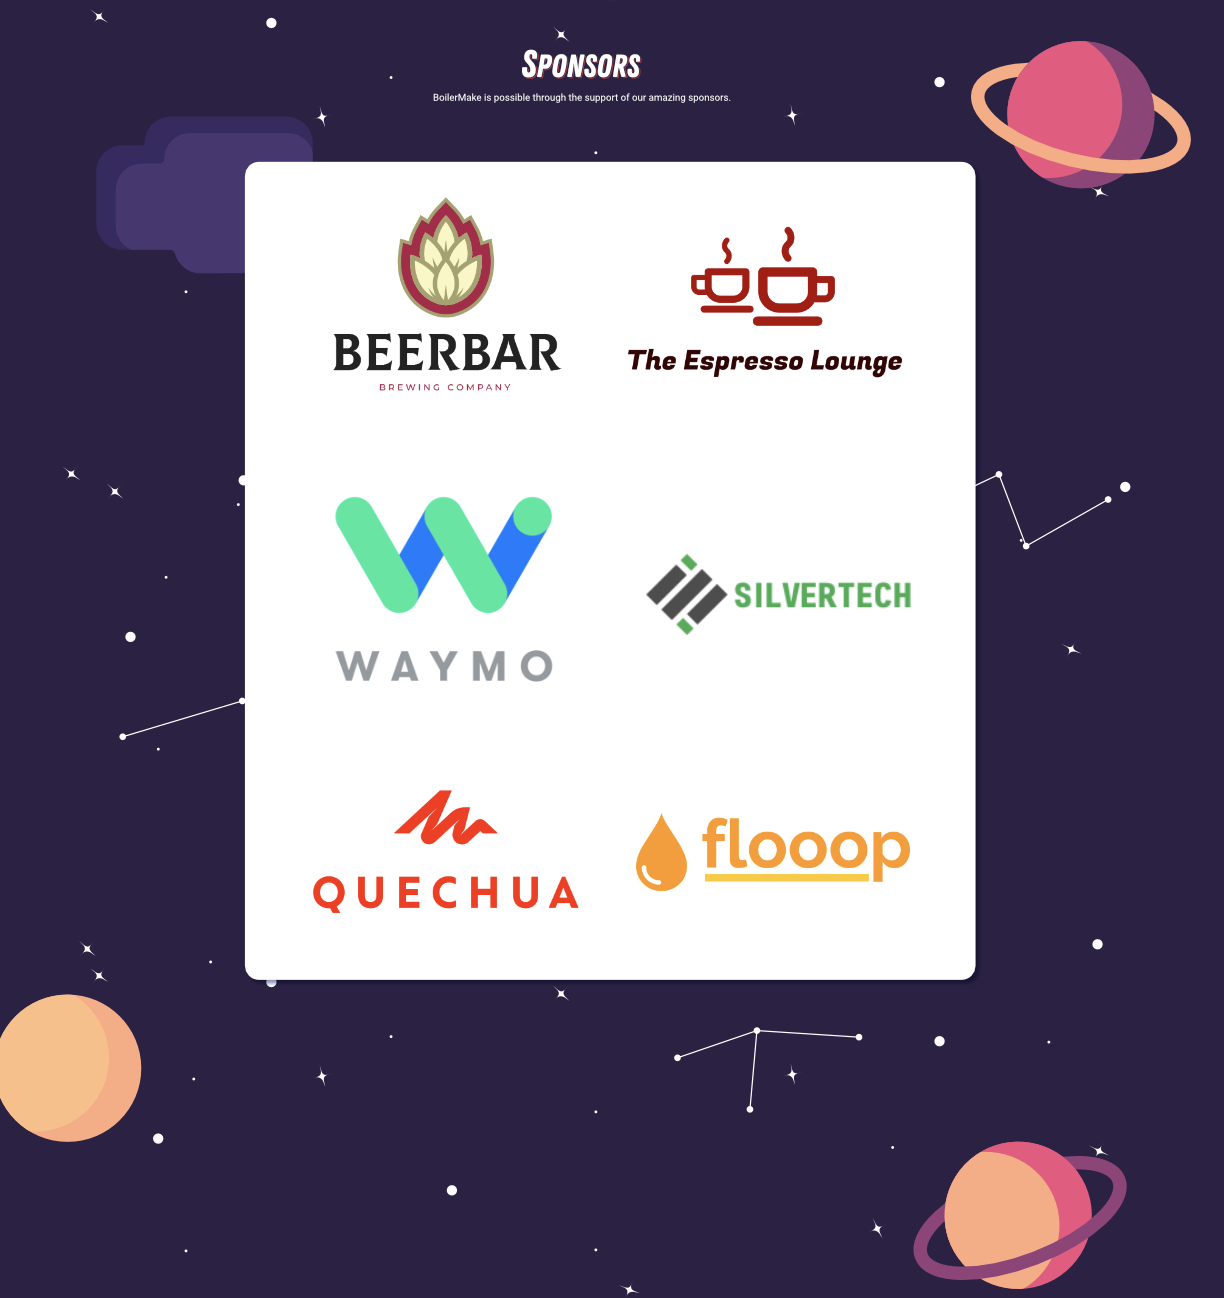 SPONSORS
BoilerMake is possible through the support of our amazing sponsors.
BEERBAR
BREWING COMPANY
The Espresso Lounge
WAYMO
SILVERTECH
QUECHUA
flooop